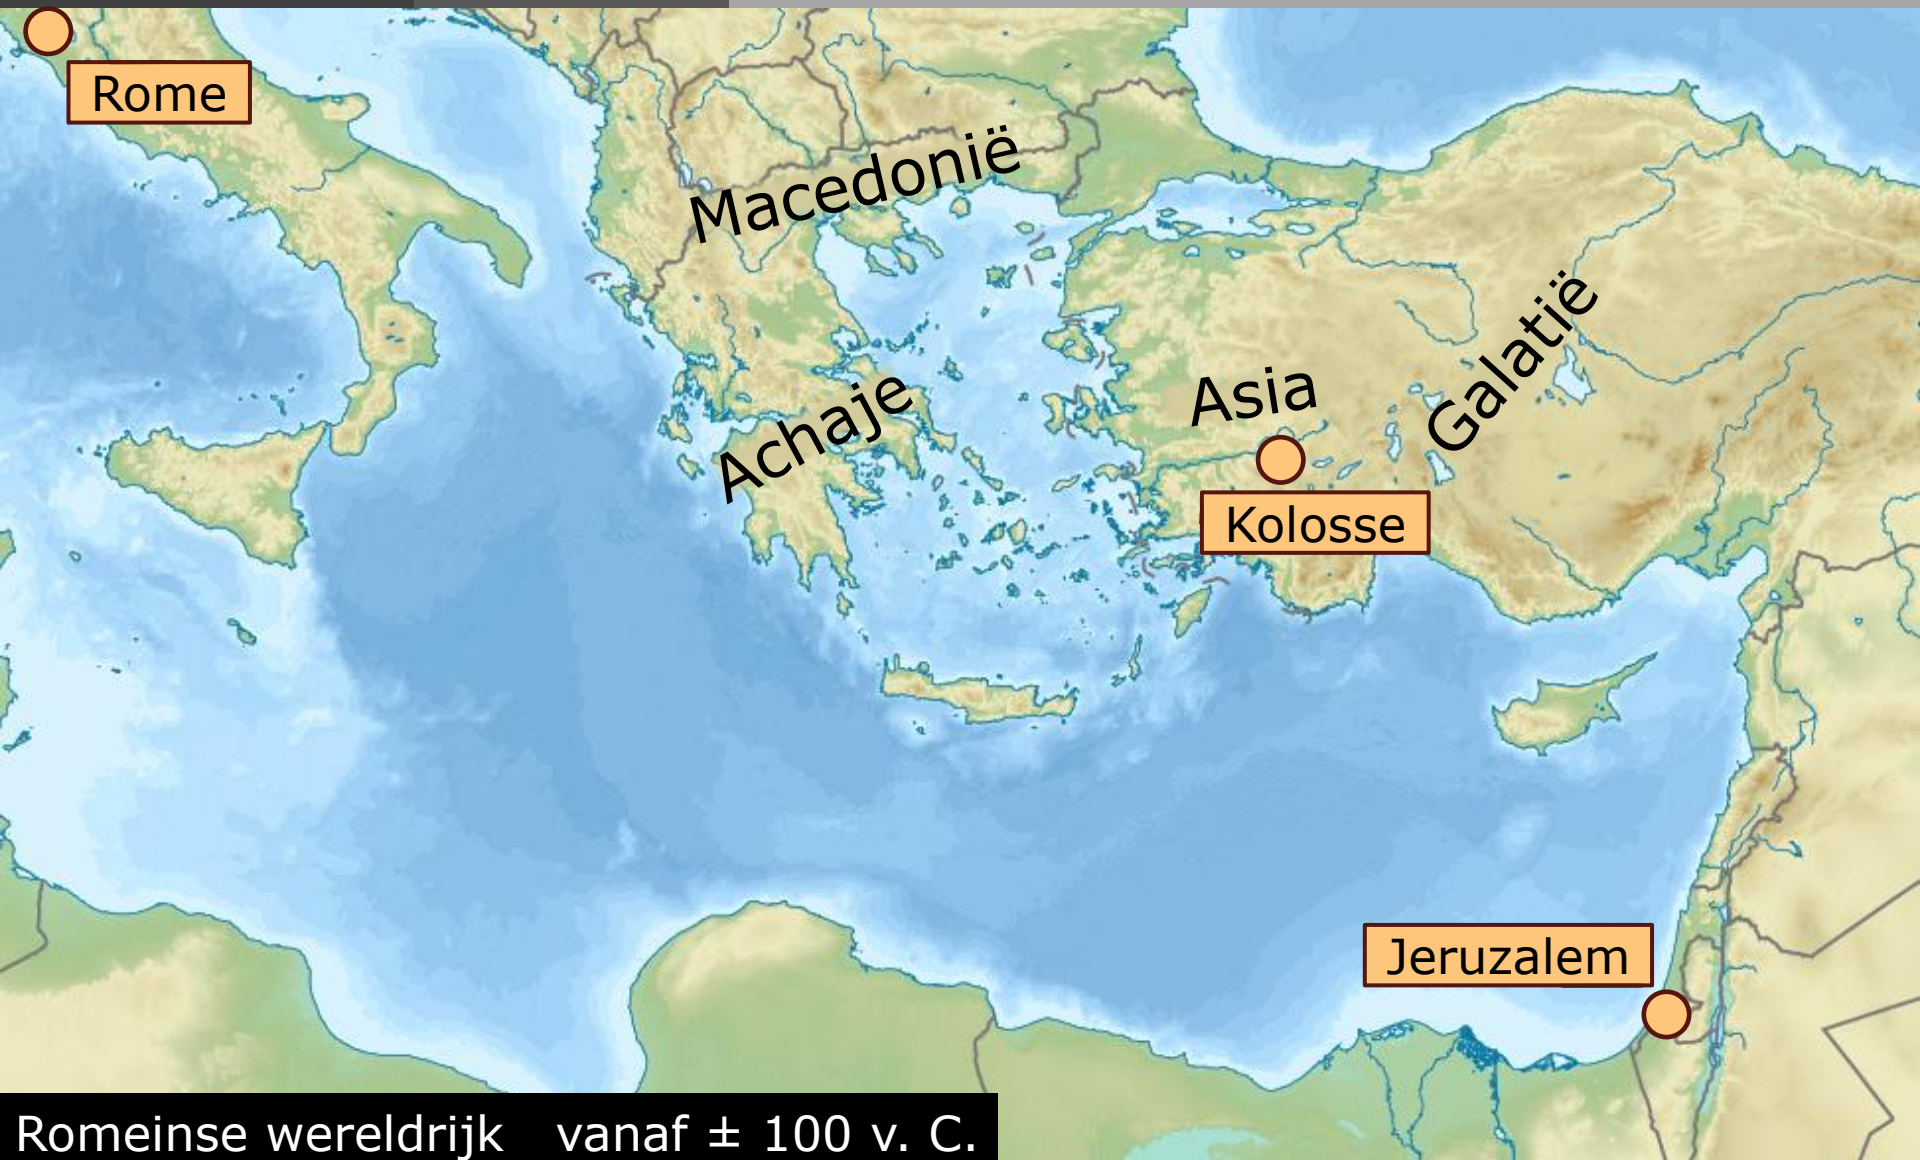 Rome
Macedonië
Galatië
Asia
Achaje
Kolosse
Jeruzalem
Romeinse wereldrijk vanaf ± 100 v. C.